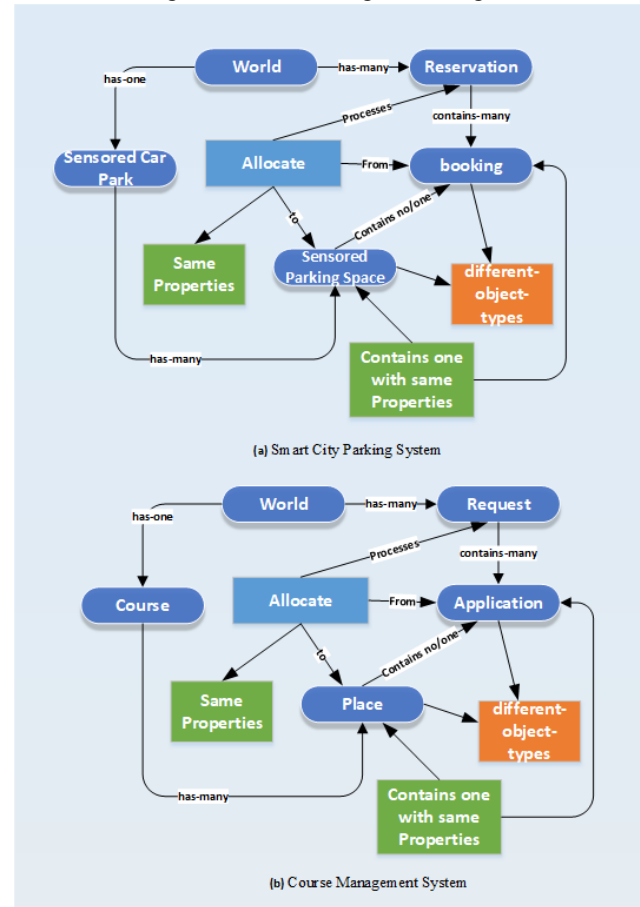 World
has-many
Reservation
has-one
Processes
contains-many
Sensored Car
Park
Allocate
From
booking
to
Contains no/one
Same
Properties
Sensored
Parking Space
different-
object-
types
has-many
Contains one
with same
Properties
(a) Smart City Parking System
World
has-many
Request
has-one
Processes
contains-many
Course
Allocate
From
Application
to
Contains no/one
Same
Properties
Place
different-
object-
types
has-many
Contains one
with same
Properties
(b) Course Management System